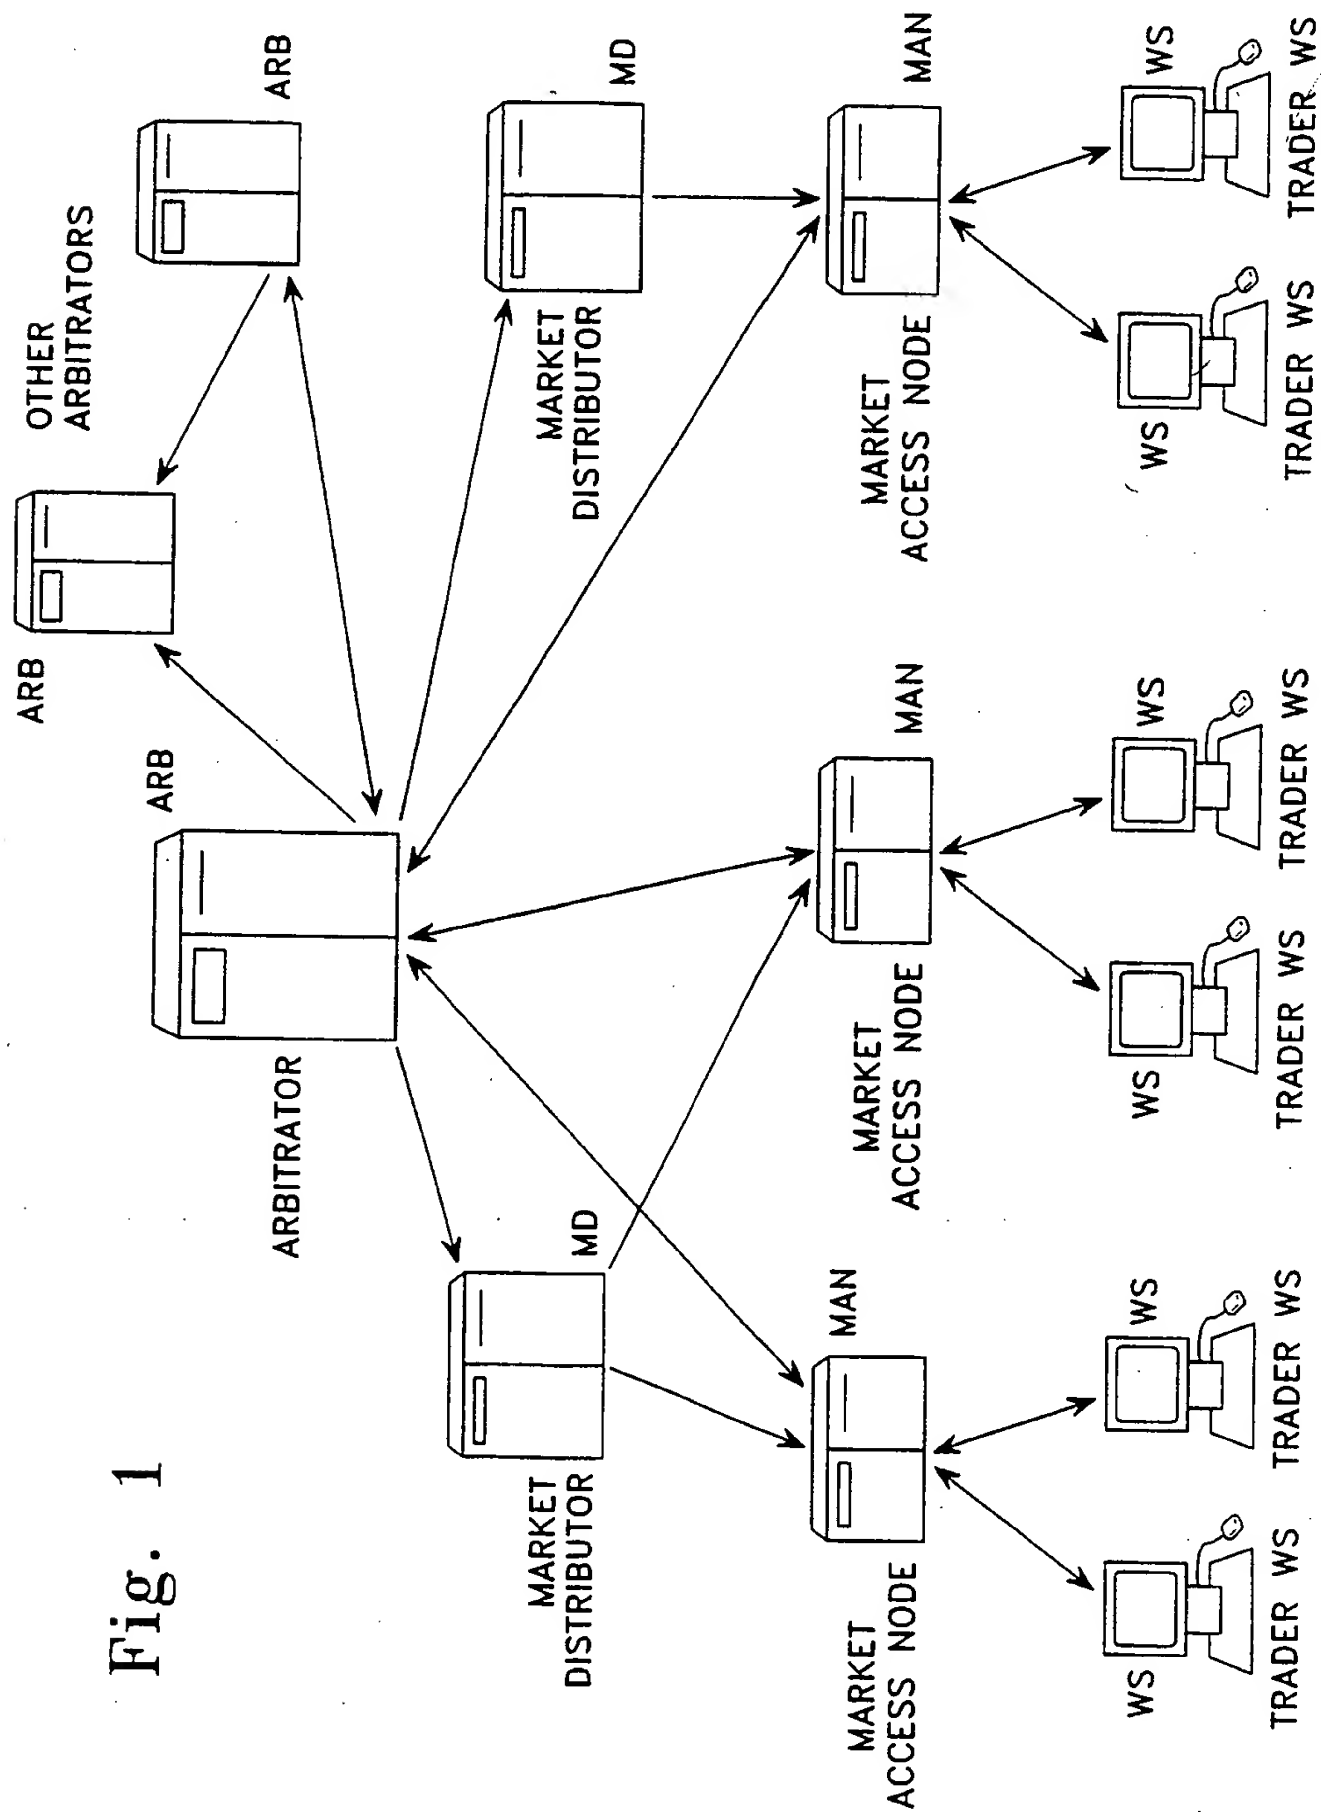 Fig. 1
ARB
OTHER
ARBITRATORS
ARB
ARB
ARBITRATOR
MARKET
DISTRIBUTOR
MD
MARKET
DISTRIBUTOR
MD
MARKET
ACCESS NODE
MAN
MARKET
ACCESS NODE
MAN
MARKET
ACCESS NODE
MAN
WS
WS
WS
WS
WS
WS
TRADER WS
TRADER WS
TRADER WS
TRADER WS
TRADER WS
TRADER WS